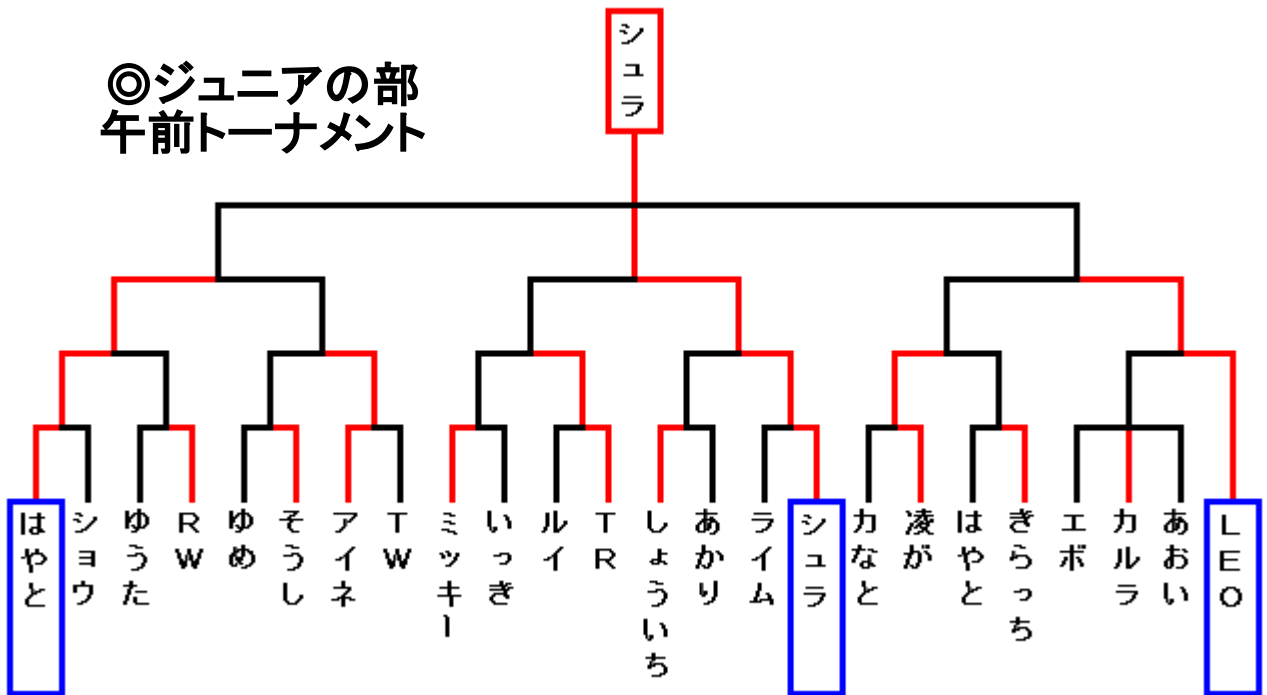 シュラ
◎ジュニアの部
午前トーナメント
はやと
ショウ
ゆうた
RW
ゆめ
そうし
アイネ
TW
ミッキー
いっき
ルイ
TR
しょういち
あかり
ライム
シュラ
カなと
凌が
はやと
きらっち
エボ
カルラ
あおい
LEO